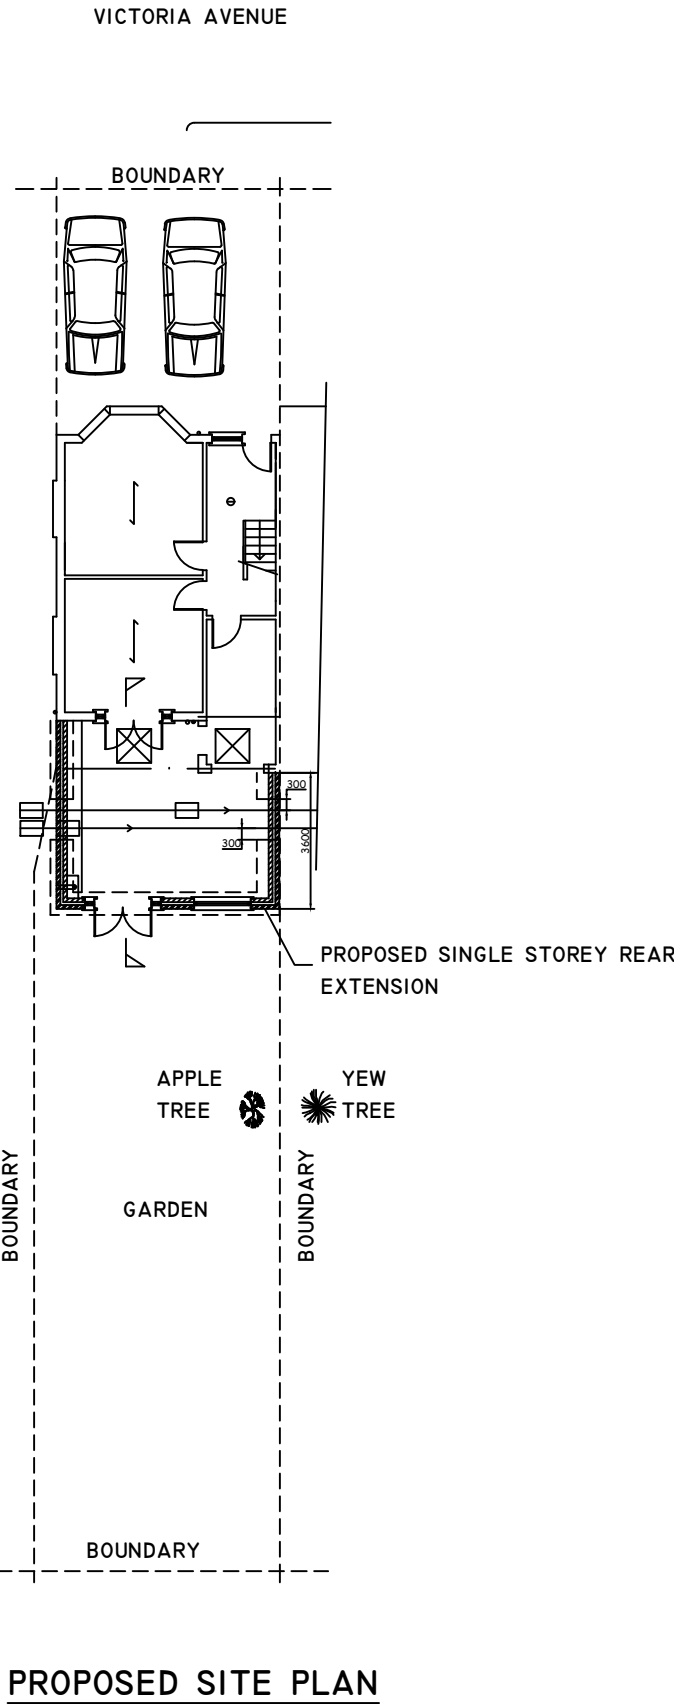 VICTORIA AVENUE
BOUNDARY
300
3600
300
PROPOSED SINGLE STOREY REAR
EXTENSION
APPLE
TREE
YEW
TREE
BOUNDARY
BOUNDARY
GARDEN
BOUNDARY
PROPOSED SITE PLAN